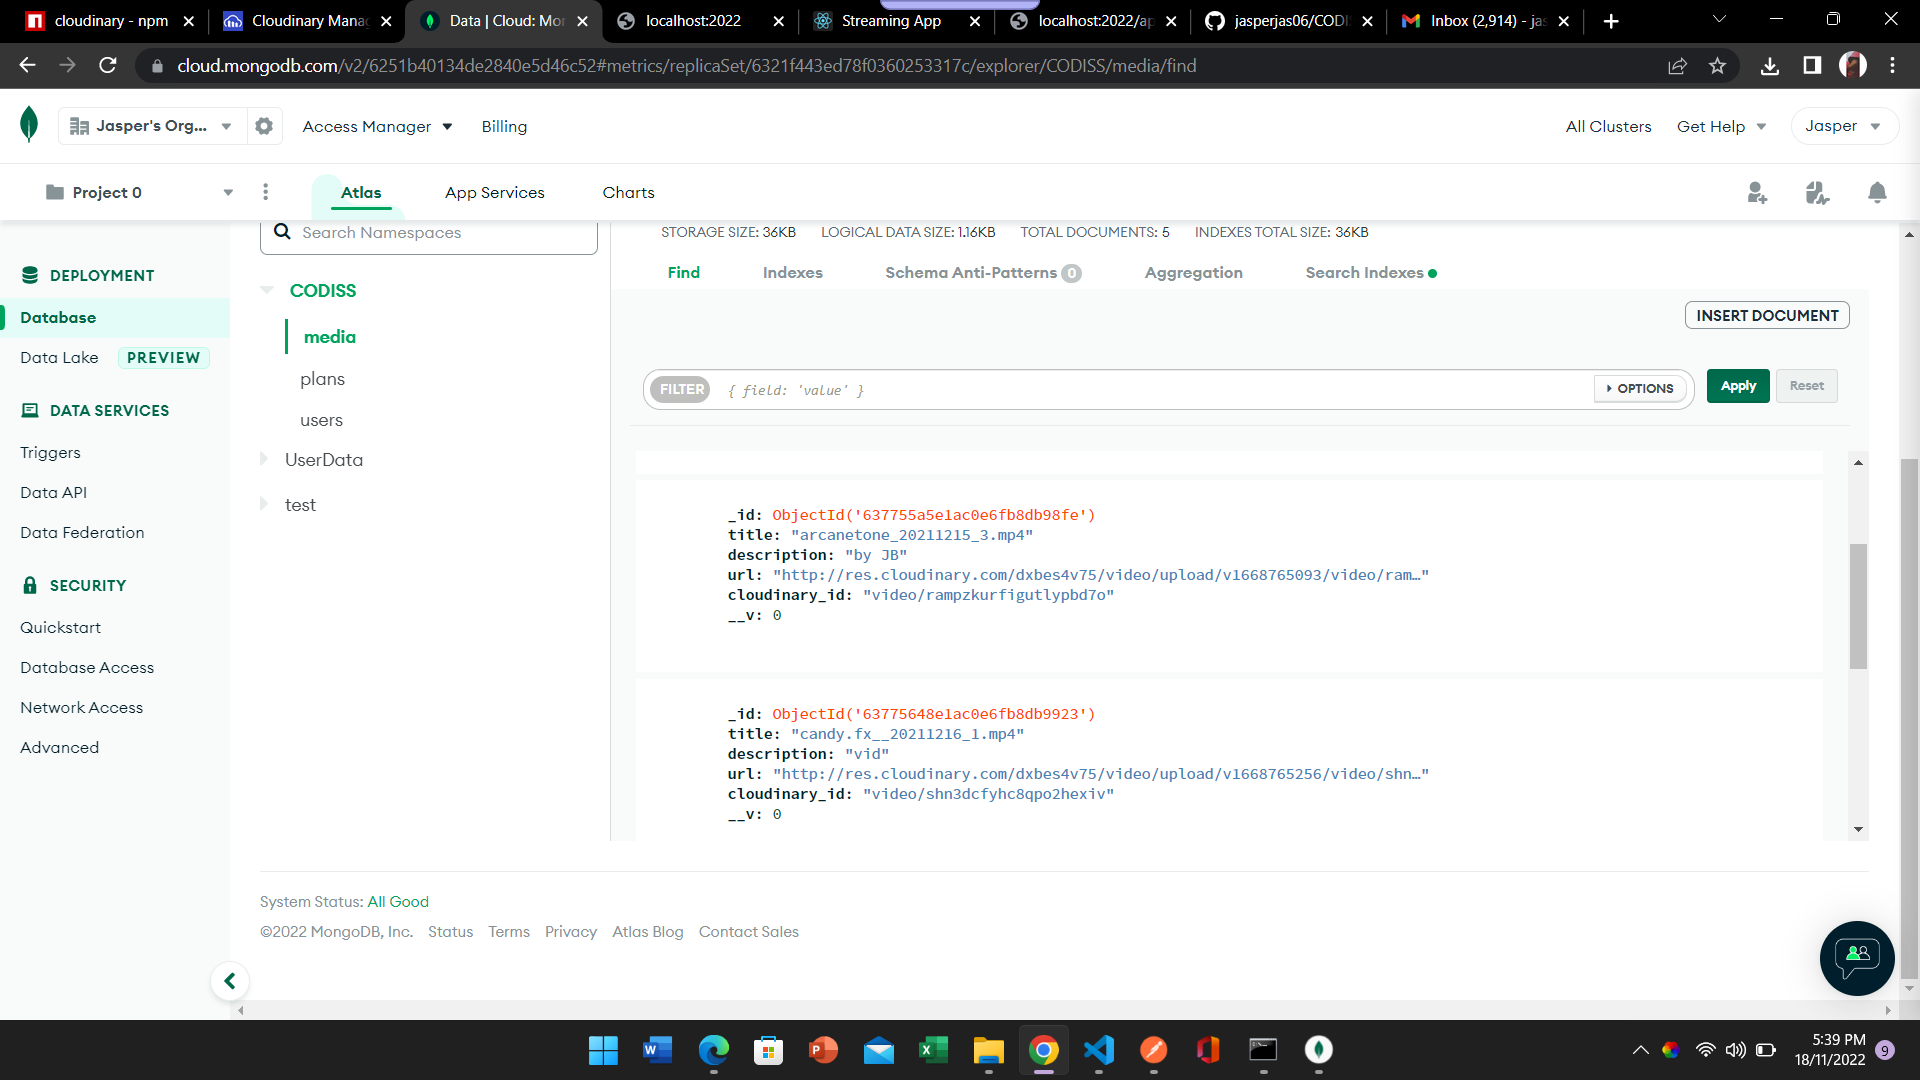 cloudinary - npm
Cloudinary Manag
Data | Cloud: Mon
localhost:2022
Streaming App
localhost:2022/ap
jasperjas06/CODIS
Inbox (2,914) - jas
cloud.mongodb.com/v2/6251b40134de2840e5d46c52#metrics/replicaSet/6321f443ed78f0360253317c/explorer/CODISS/media/find
Jasper's Org...
Access Manager
Billing
All Clusters
Get Help
Jasper
Project 0
Atlas
App Services
Charts
DEPLOYMENT
Database
Data Lake PREVIEW
DATA SERVICES
Triggers
Data API
Data Federation
SECURITY
Quickstart
Database Access
Network Access
Advanced
Search Namespaces
CODISS
media
plans
users
UserData
test
STORAGE SIZE: 36KB LOGICAL DATA SIZE: 1.16KB TOTAL DOCUMENTS: 5 INDEXES TOTAL SIZE: 36KB
Find Indexes Schema Anti-Patterns 0 Aggregation Search Indexes
INSERT DOCUMENT
FILTER { field: 'value' } OPTIONS Apply Reset
_id: ObjectId('637755a5e1ac0e6fb8db98fe')
title: "arcanetone_20211215_3.mp4"
description: "by JB"
url: "http://res.cloudinary.com/dxbes4v75/video/upload/v1668765093/video/ram…"
cloudinary_id: "video/rampzkurfigutlypbd7o"
__v: 0
_id: ObjectId('63775648e1ac0e6fb8db9923')
title: "candy.fx__20211216_1.mp4"
description: "vid"
url: "http://res.cloudinary.com/dxbes4v75/video/upload/v1668765256/video/shn…"
cloudinary_id: "video/shn3dcfyhc8qpo2hexiv"
__v: 0
System Status: All Good
©2022 MongoDB, Inc. Status Terms Privacy Atlas Blog Contact Sales
5:39 PM
18/11/2022
9